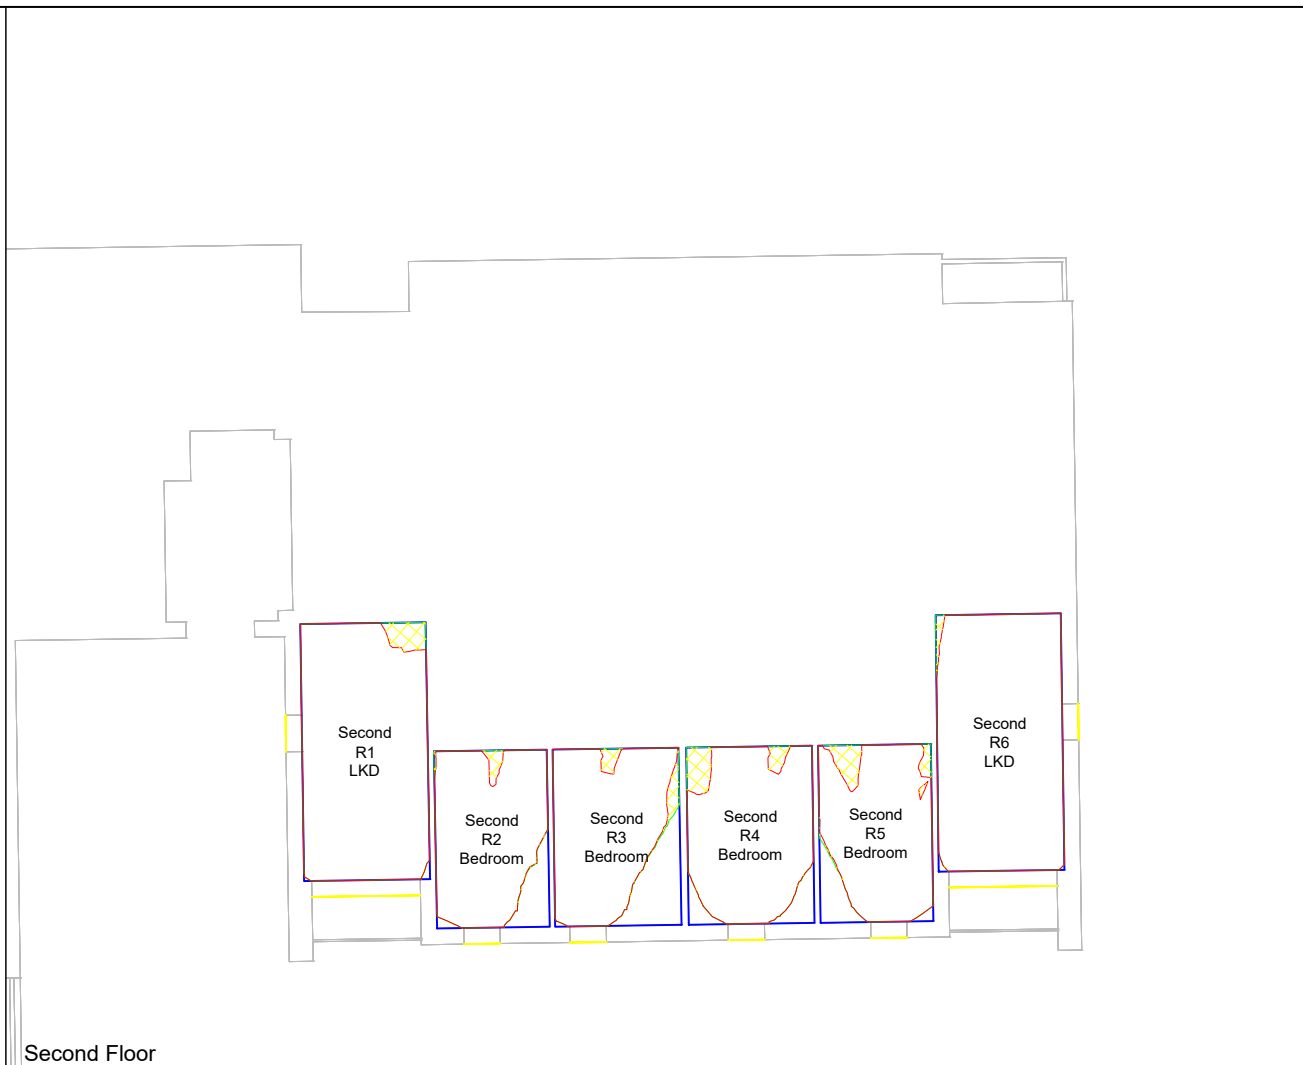 Second
R1
LKD
Second
R2
Bedroom
Second
R3
Bedroom
Second
R4
Bedroom
Second
R5
Bedroom
Second
R6
LKD
Second Floor